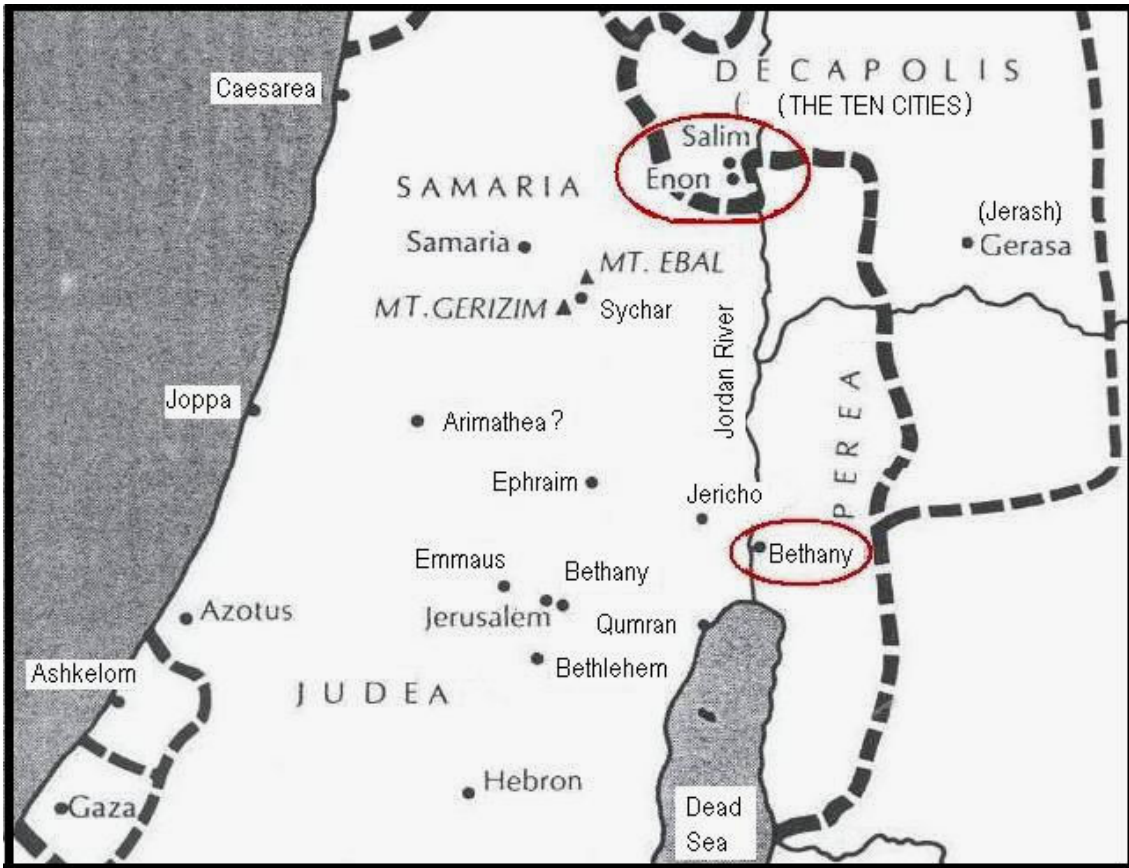 DECAPOLIS
Caesarea
(THE TEN CITIES)
Salim
Enon
SAMARIA
(Jerash)
Gerasa
Samaria
MT. EBAL
MT. GERIZIM
Sychar
Jordan River
Joppa
Arimathea ?
PEREA
Ephraim
Jericho
Bethany
Emmaus
Bethany
Azotus
Jerusalem
Qumran
Ashkelom
Bethlehem
JUDEA
Hebron
Gaza
Dead
Sea